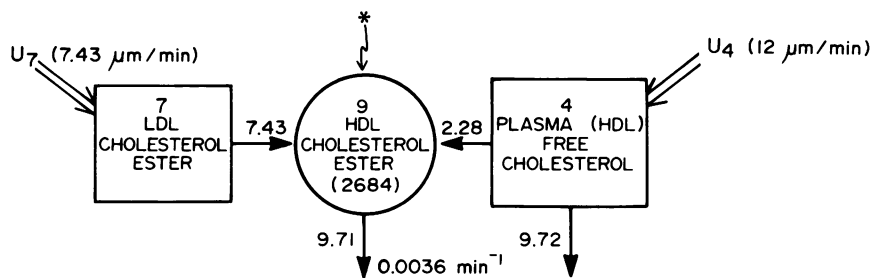 *
U7 (7.43 μm/min)
U4 (12 μm/min)
7
LDL
CHOLESTEROL
ESTER
7.43
9
HDL
CHOLESTEROL
ESTER
(2684)
2.28
4
PLASMA (HDL)
FREE
CHOLESTEROL
9.71
0.0036 min⁻¹
9.72